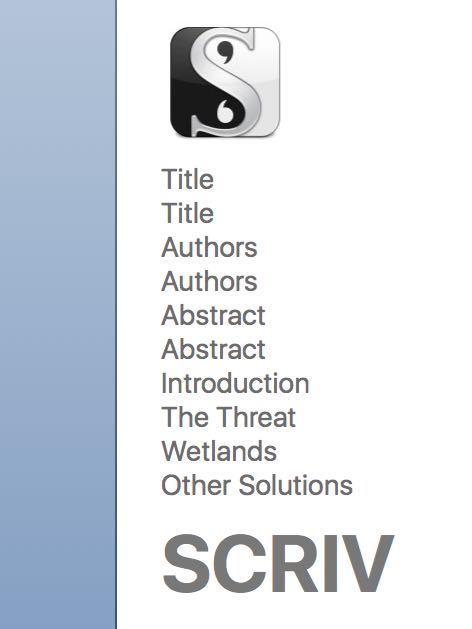 Title
Title
Authors
Authors
Abstract
Abstract
Introduction
The Threat
Wetlands
Other Solutions
SCRIV